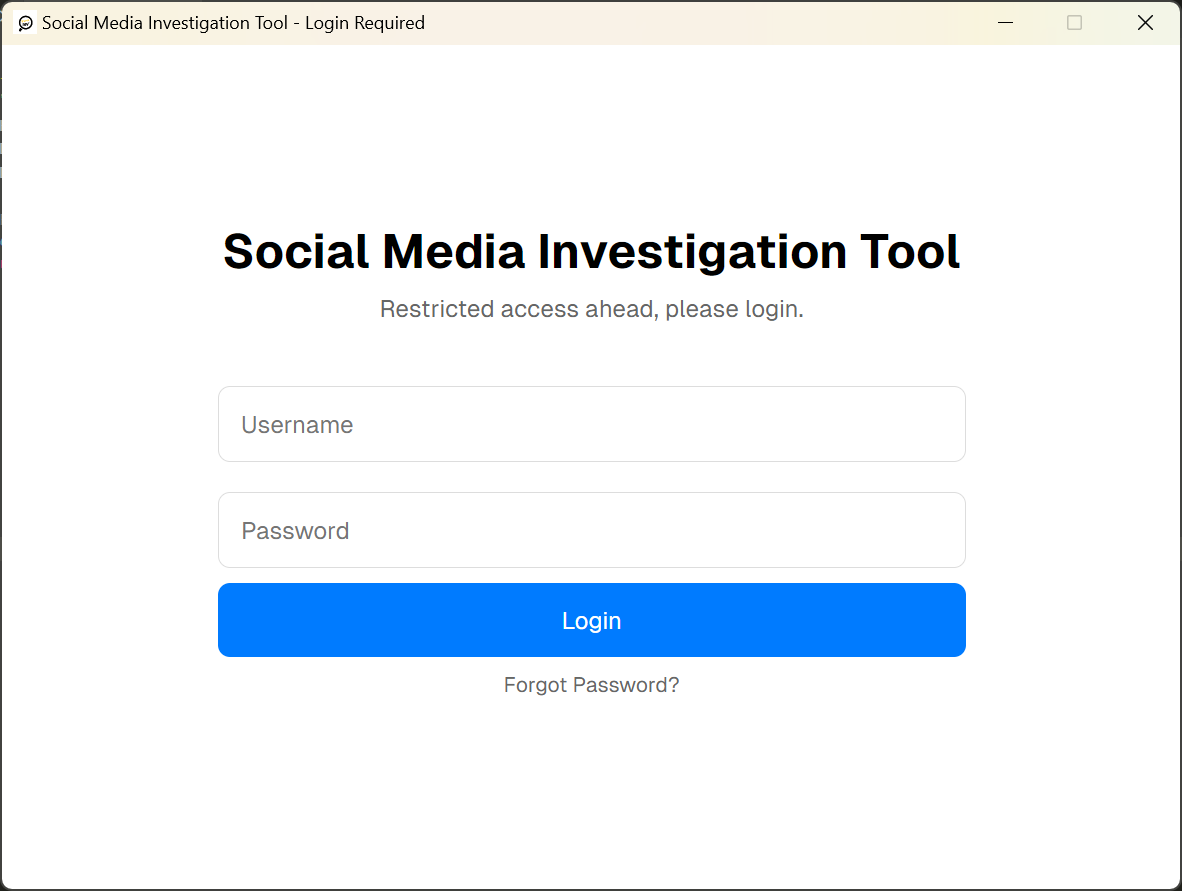 Social Media Investigation Tool - Login Required
Social Media Investigation Tool
Restricted access ahead, please login.
Username
Password
Login
Forgot Password?